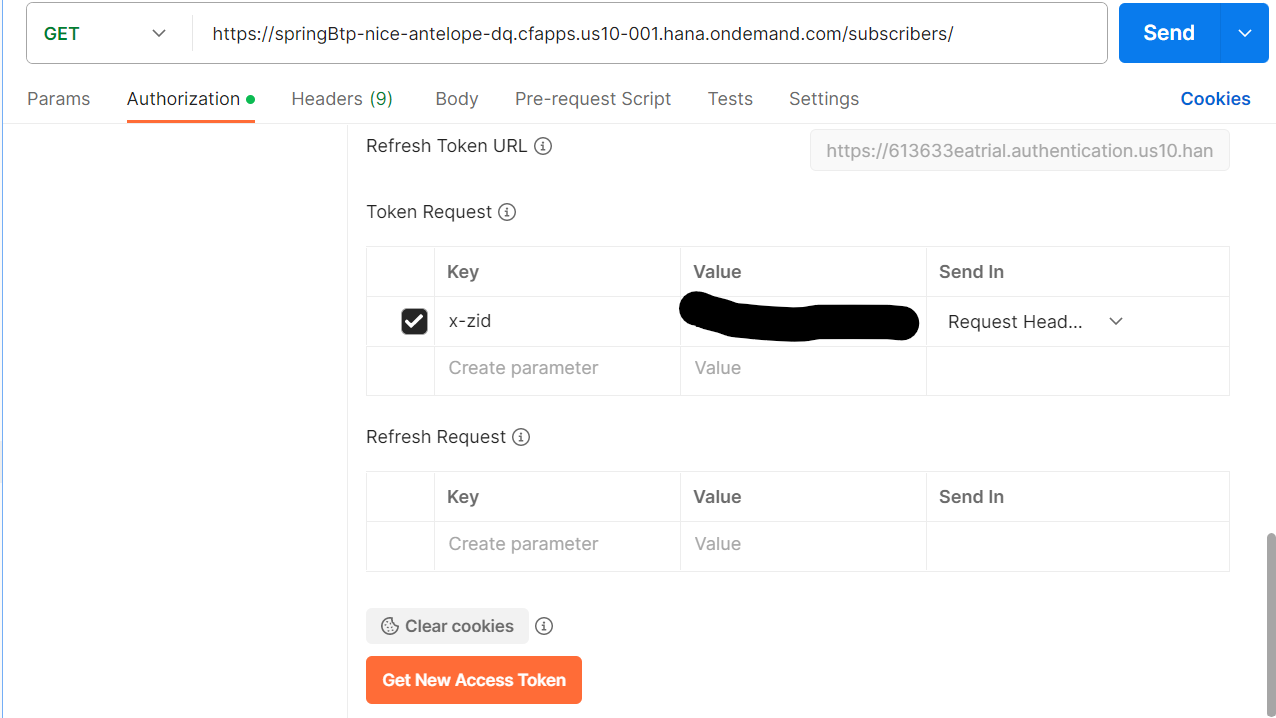 GET
https://springBtp-nice-antelope-dq.cfapps.us10-001.hana.ondemand.com/subscribers/
Send
Params Authorization Headers (9) Body Pre-request Script Tests Settings Cookies
Refresh Token URL https://613633eatrial.authentication.us10.han
Token Request
Key Value Send In
x-zid Request Head...
Create parameter Value
Refresh Request
Key Value Send In
Create parameter Value
Clear cookies
Get New Access Token